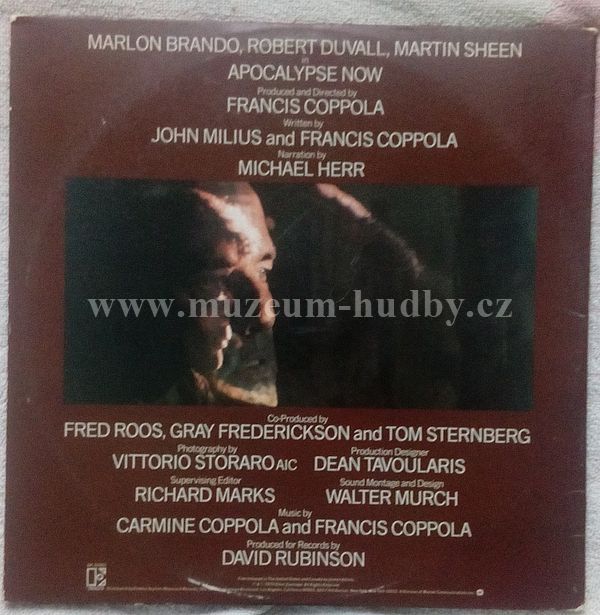 MARLON BRANDO, ROBERT DUVALL, MARTIN SHEEN
in
APOCALYPSE NOW
Produced and Directed by
FRANCIS COPPOLA
Written by
JOHN MILIUS and FRANCIS COPPOLA
Narration by
MICHAEL HERR
www.muzeum-hudby.cz
Co-Produced by
FRED ROOS, GRAY FREDERICKSON and TOM STERNBERG
Photography by
VITTORIO STORARO AIC
Production Designer
DEAN TAVOULARIS
Supervising Editor
RICHARD MARKS
Sound Montage and Design
WALTER MURCH
Music by
CARMINE COPPOLA and FRANCIS COPPOLA
Produced for Records by
DAVID RUBINSON